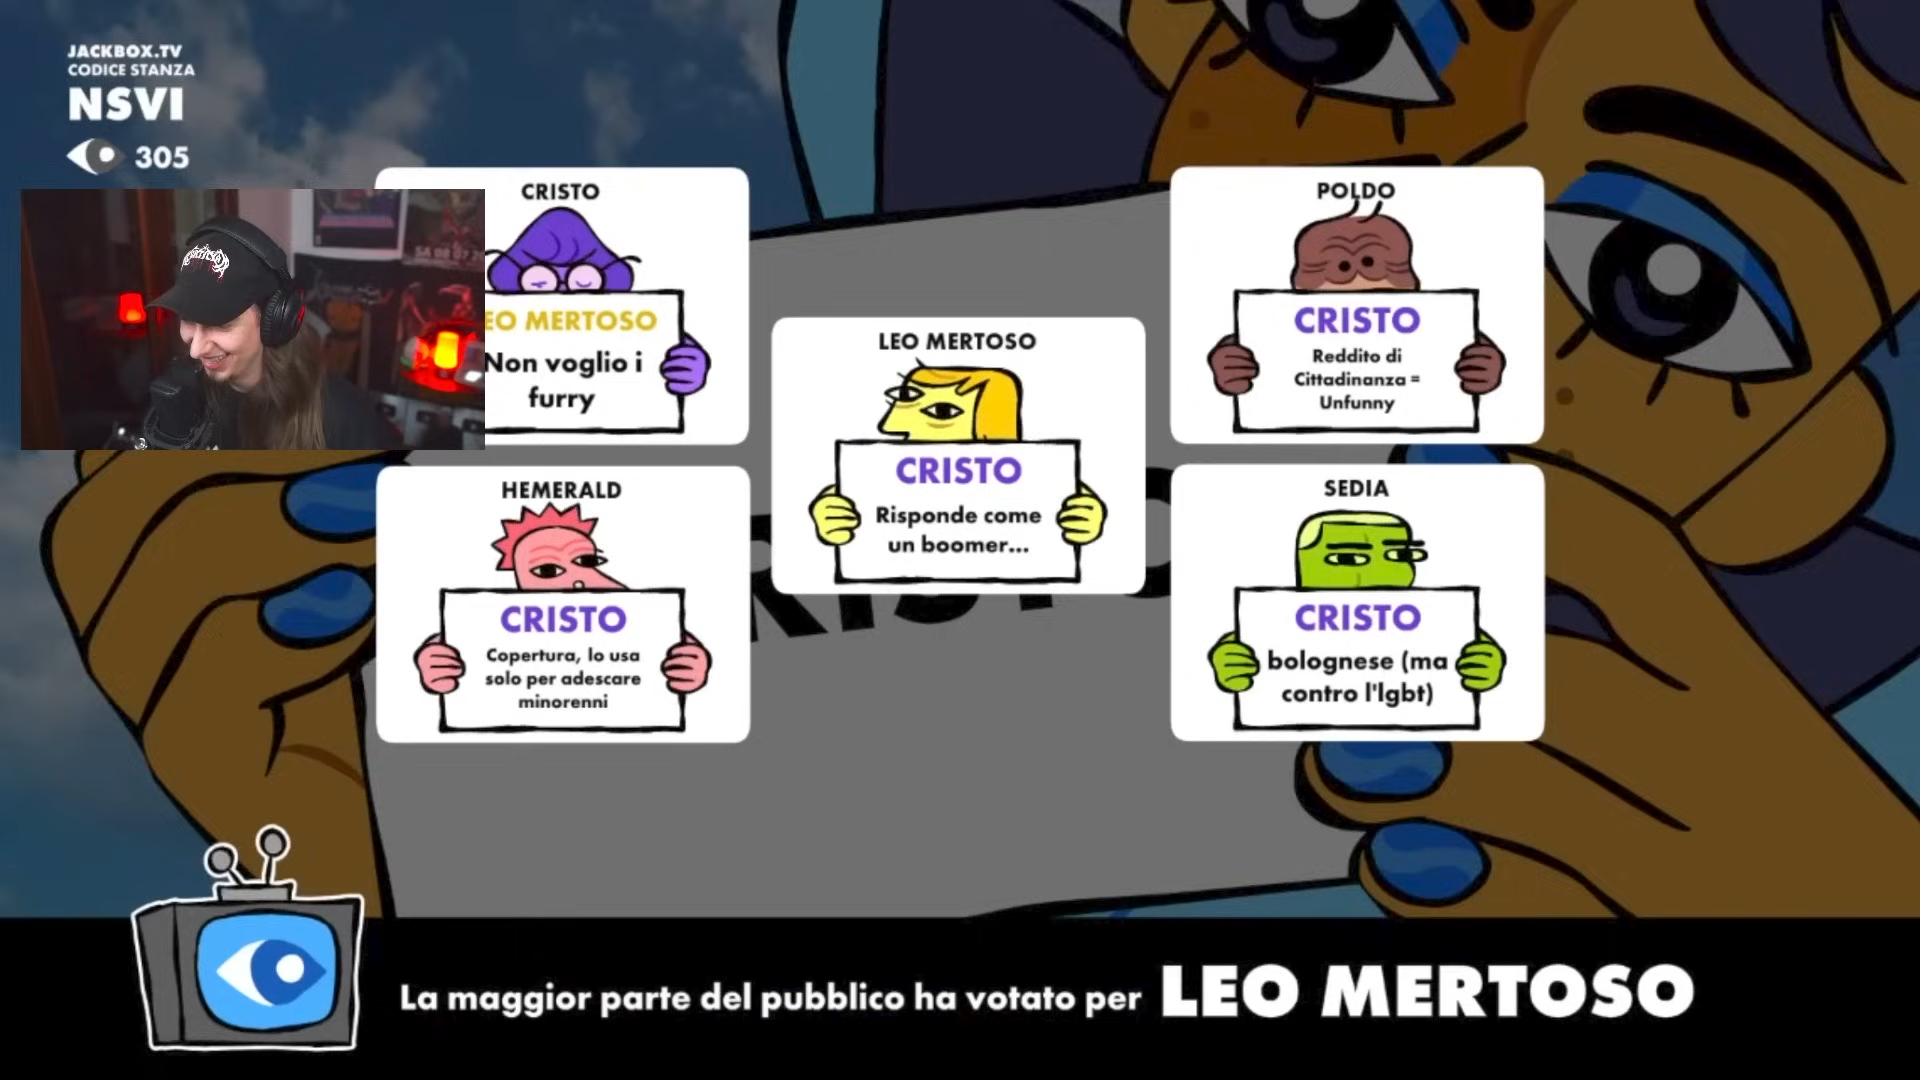 JACKBOX.TV
CODICE STANZA
NSVI
305
CRISTO
EO MERTOSO
Non voglio i
furry
HEMERALD
CRISTO
Copertura, lo usa
solo per adescare
minorenni
LEO MERTOSO
CRISTO
Risponde come
un boomer...
POLDO
CRISTO
Reddito di
Cittadinanza =
Unfunny
SEDIA
CRISTO
bolognese (ma
contro l'lgbt)
La maggior parte del pubblico ha votato per LEO MERTOSO